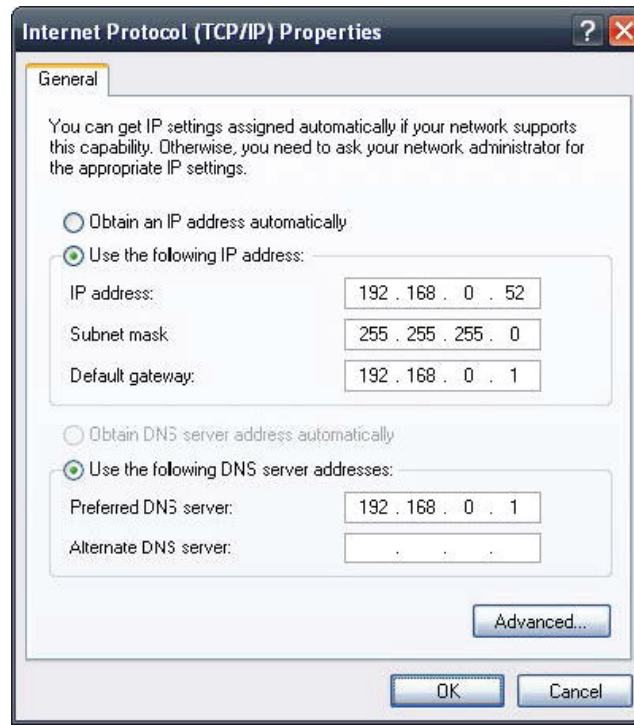 Internet Protocol (TCP/IP) Properties
General
You can get IP settings assigned automatically if your network supports
this capability. Otherwise, you need to ask your network administrator for
the appropriate IP settings.
Obtain an IP address automatically
Use the following IP address:
IP address: 192 . 168 . 0 . 52
Subnet mask 255 . 255 . 255 . 0
Default gateway: 192 . 168 . 0 . 1
Obtain DNS server address automatically
Use the following DNS server addresses:
Preferred DNS server: 192 . 168 . 0 . 1
Alternate DNS server: . . .
Advanced...
OK Cancel